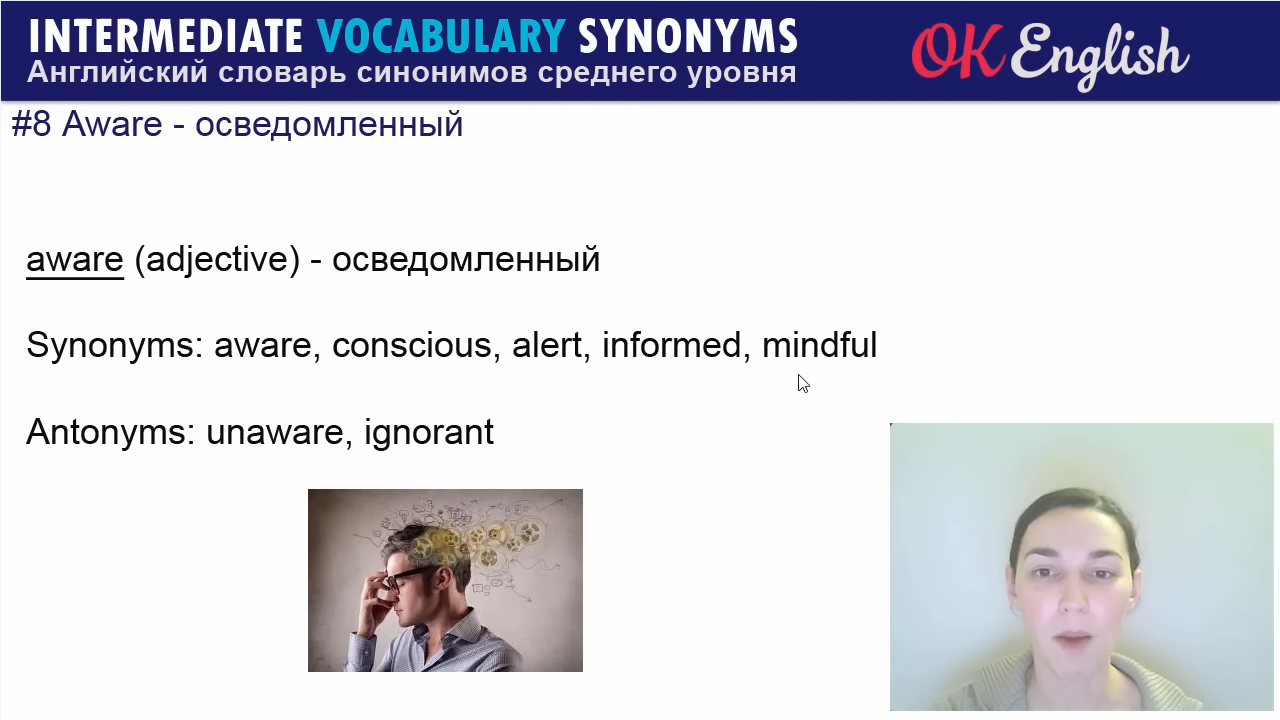 INTERMEDIATE VOCABULARY SYNONYMS
Английский словарь синонимов среднего уровня
OK English
#8 Aware - осведомленный
aware (adjective) - осведомленный
Synonyms: aware, conscious, alert, informed, mindful
Antonyms: unaware, ignorant